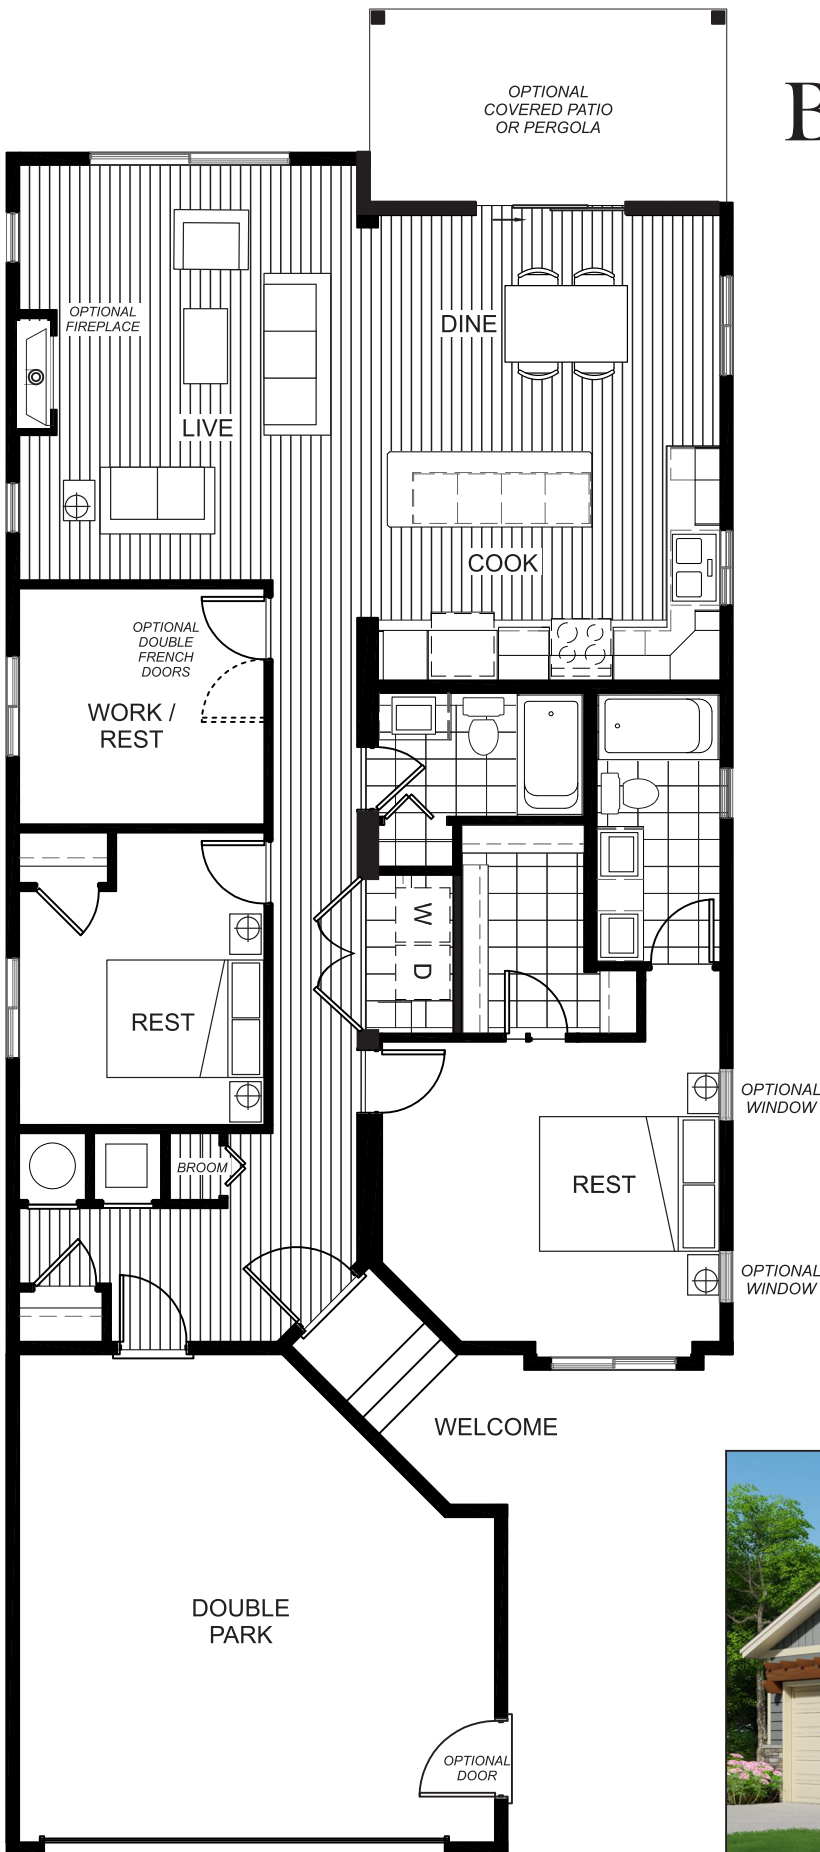 OPTIONAL
COVERED PATIO
OR PERGOLA
B
OPTIONAL
FIREPLACE
DINE
LIVE
COOK
OPTIONAL
DOUBLE
FRENCH
DOORS
WORK /
REST
W
D
REST
OPTIONAL
WINDOW
BROOM
REST
OPTIONAL
WINDOW
WELCOME
DOUBLE
PARK
OPTIONAL
DOOR